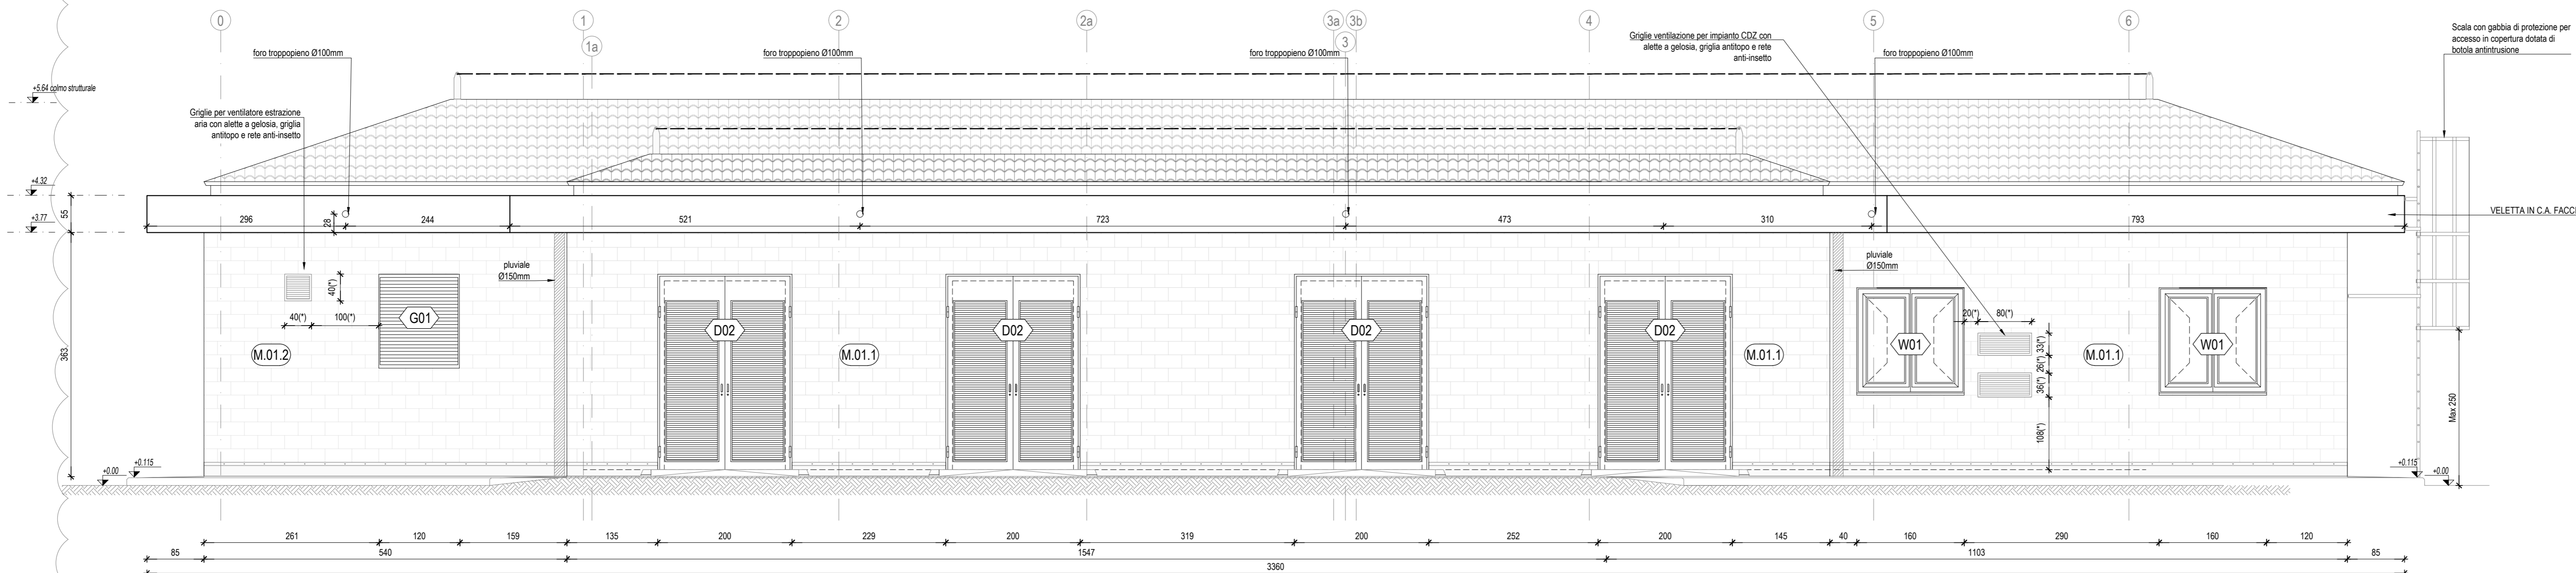 0
1
1a
2
2a
3a
3b
3
4
5
6
foro troppopieno Ø100mm
foro troppopieno Ø100mm
foro troppopieno Ø100mm
foro troppopieno Ø100mm
Griglie ventilazione per impianto CDZ con
alette a gelosia, griglia antitopo e rete
anti-insetto
Scala con gabbia di protezione per
accesso in copertura dotata di
botola antintrusione
+5.64 colmo strutturale
Griglie per ventilatore estrazione
aria con alette a gelosia, griglia
antitopo e rete anti-insetto
+4.32
55
+3.77
296
28
244
521
723
473
310
793
VELETTA IN C.A. FACCI
pluviale
Ø150mm
pluviale
Ø150mm
40(*)
40(*)
100(*)
G01
D02
D02
D02
D02
W01
W01
20(*)
80(*)
33(*)
26(*)
36(*)
108(*)
M.01.2
M.01.1
M.01.1
M.01.1
363
Max 250
+0.00
+0.115
+0.115
+0.00
261
120
159
135
200
229
200
319
200
252
200
145
40
160
290
160
120
85
540
1547
1103
85
3360